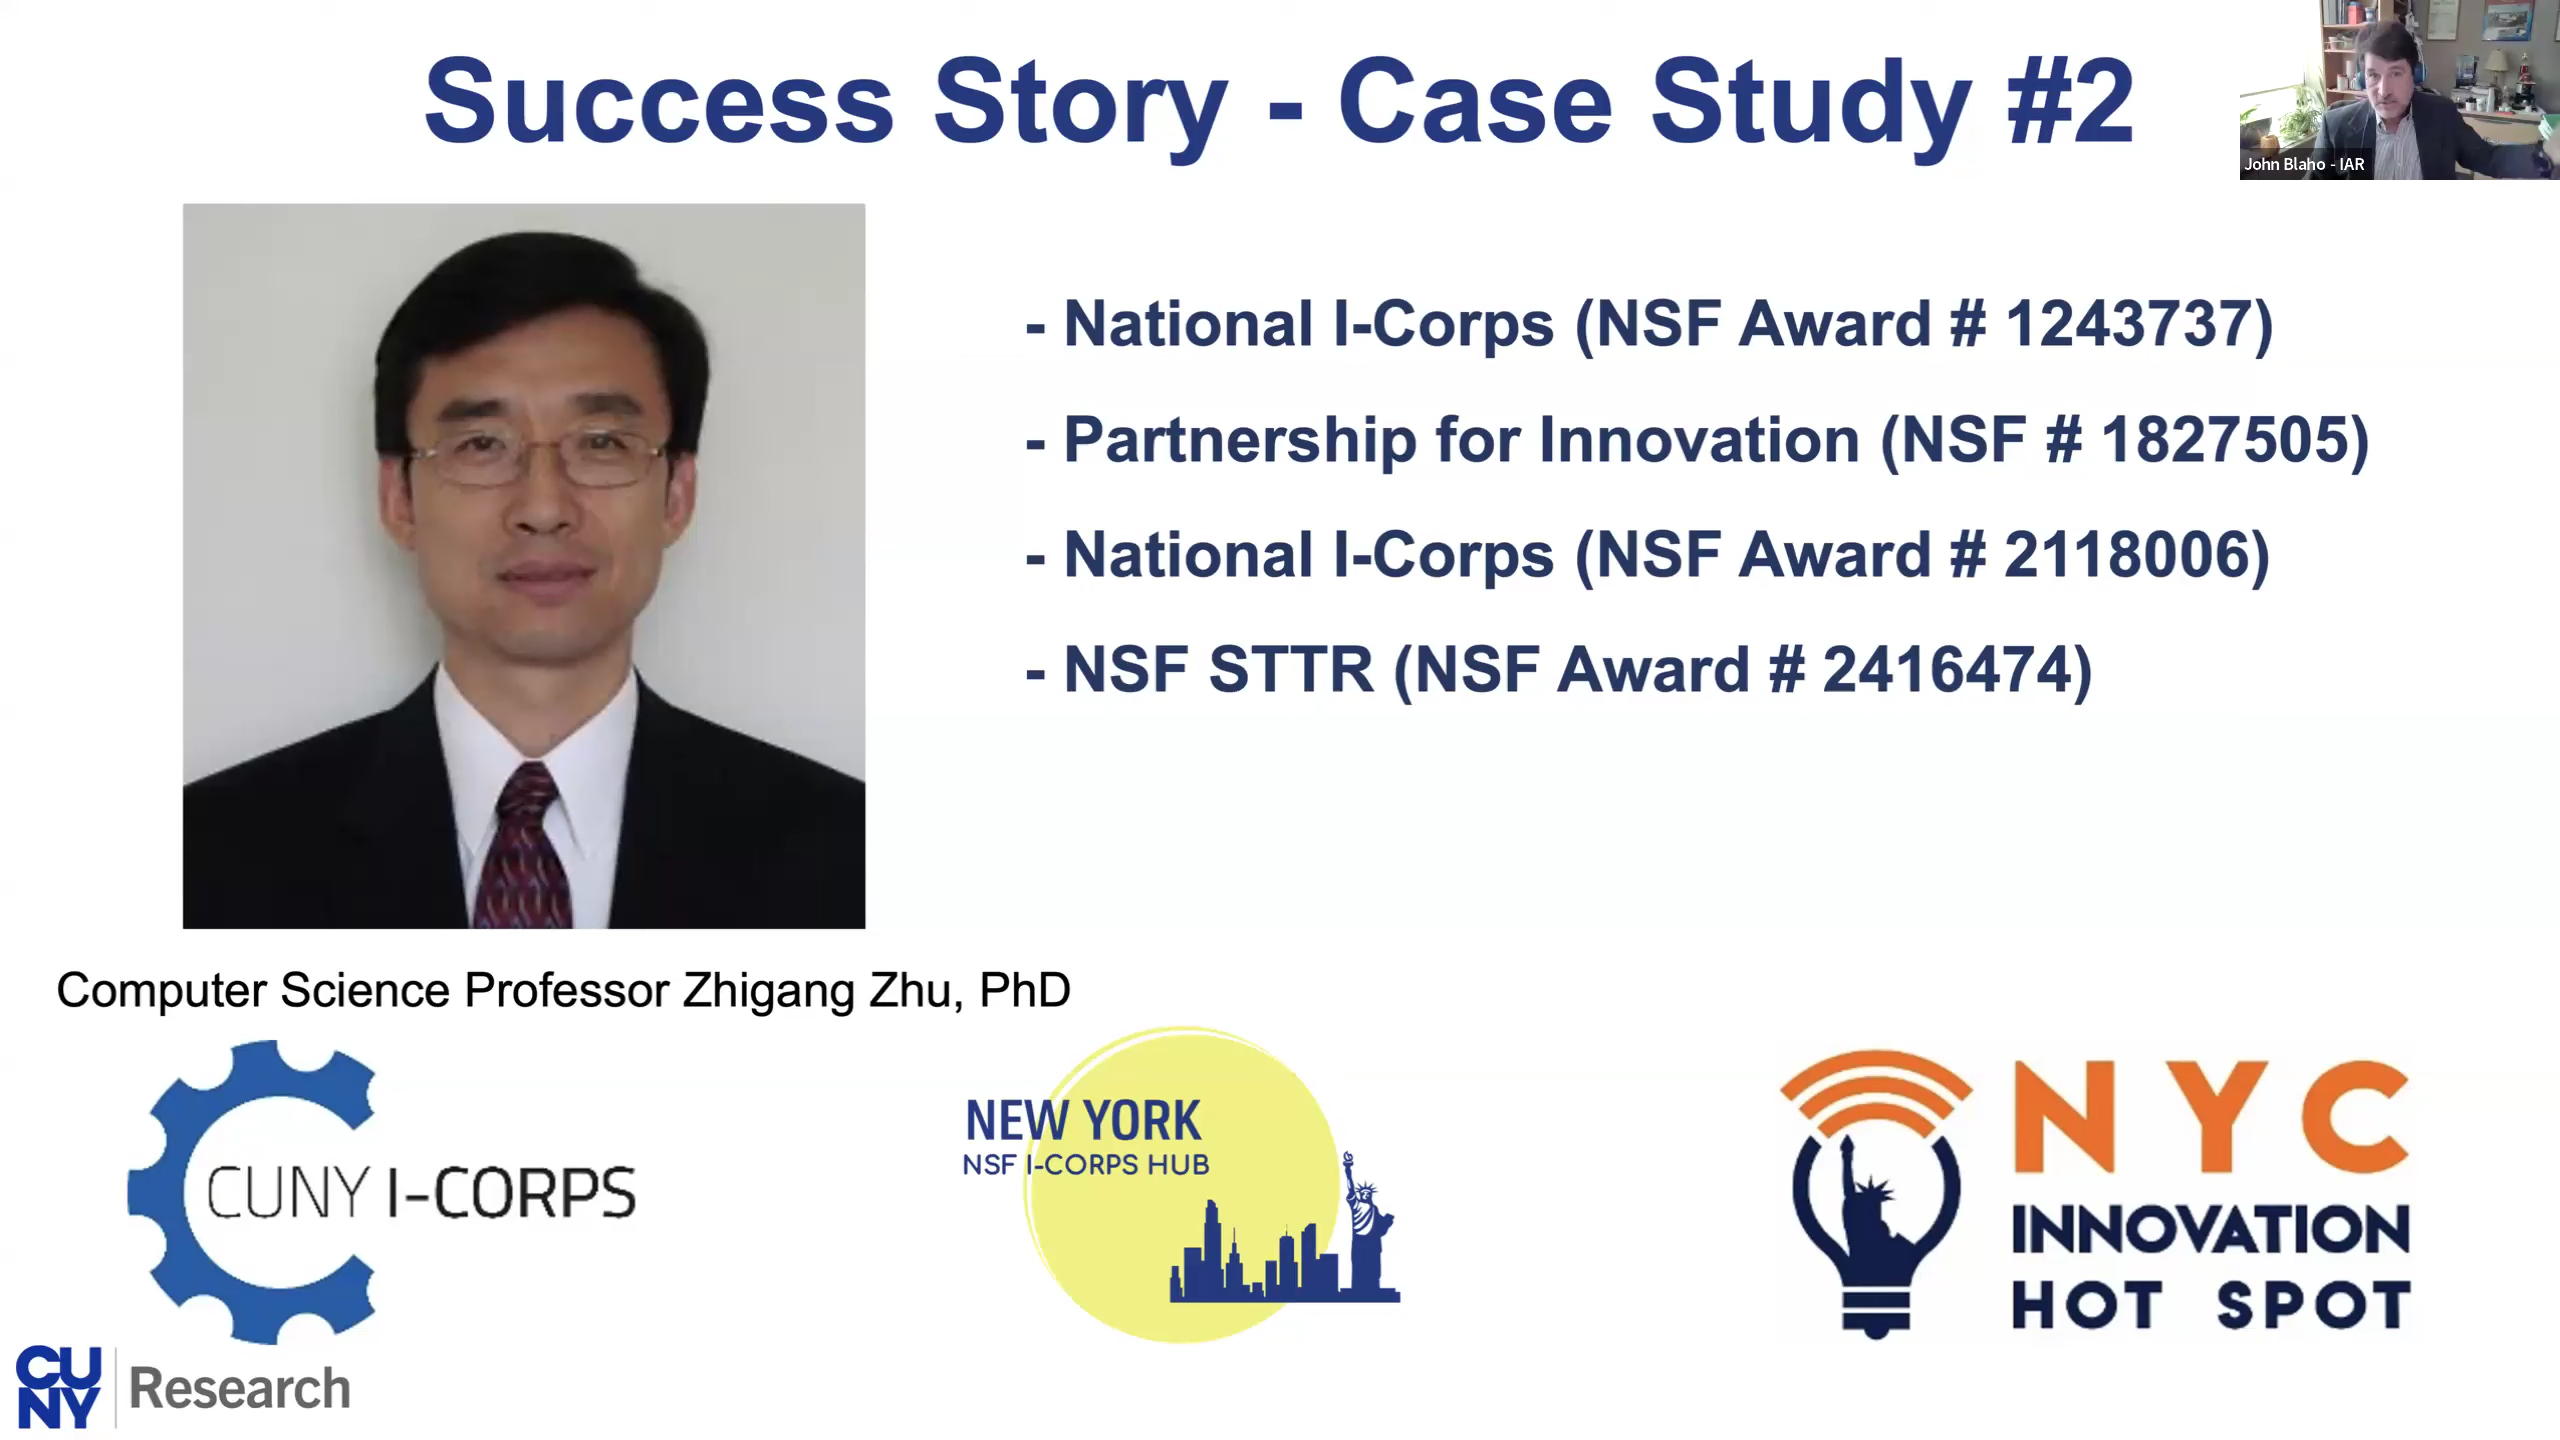 Success Story - Case Study #2
John Blaho - IAR
- National I-Corps (NSF Award # 1243737)
- Partnership for Innovation (NSF # 1827505)
- National I-Corps (NSF Award # 2118006)
- NSF STTR (NSF Award # 2416474)
Computer Science Professor Zhigang Zhu, PhD
CUNY I-CORPS
NEW YORK
NSF I-CORPS HUB
NYC
INNOVATION
HOT SPOT
CU
NY
Research